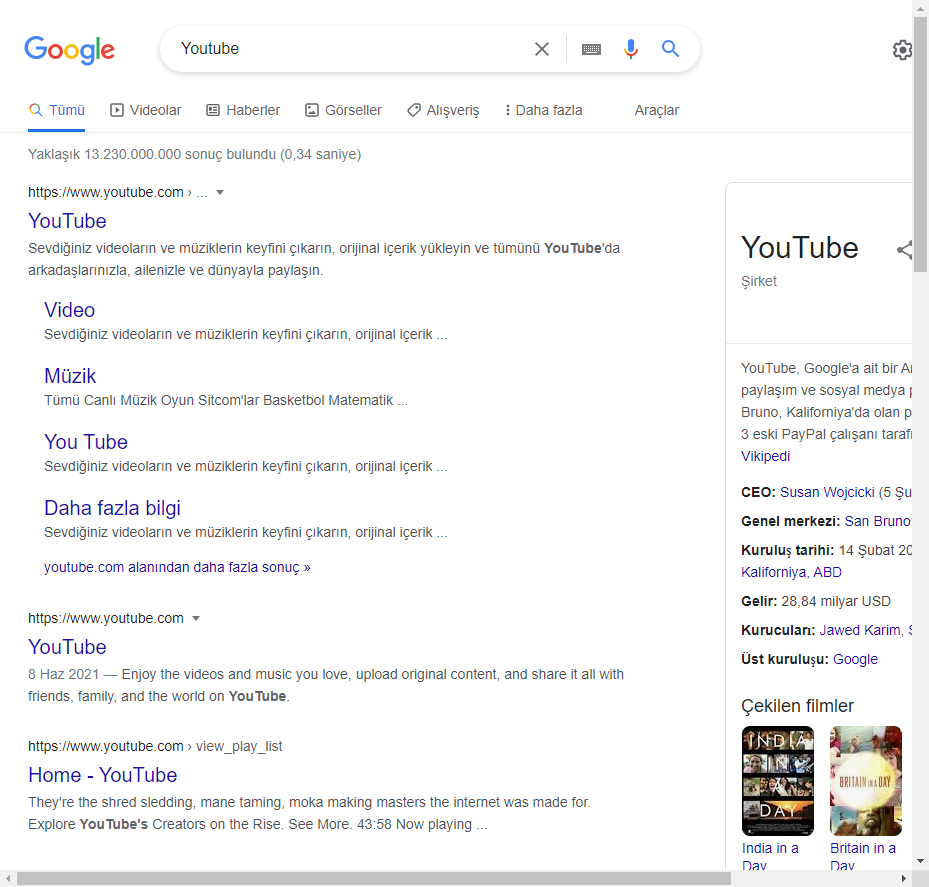 Google
Youtube
Tümü
Videolar
Haberler
Görseller
Alışveriş
Daha fazla
Araçlar
Yaklaşık 13.230.000.000 sonuç bulundu (0,34 saniye)
https://www.youtube.com › ...
YouTube
Sevdiğiniz videoların ve müziklerin keyfini çıkarın, orijinal içerik yükleyin ve tümünü YouTube'da
arkadaşlarınızla, ailenizle ve dünyayla paylaşın.
Video
Sevdiğiniz videoların ve müziklerin keyfini çıkarın, orijinal içerik ...
Müzik
Tümü Canlı Müzik Oyun Sitcom'lar Basketbol Matematik ...
You Tube
Sevdiğiniz videoların ve müziklerin keyfini çıkarın, orijinal içerik ...
Daha fazla bilgi
Sevdiğiniz videoların ve müziklerin keyfini çıkarın, orijinal içerik ...
youtube.com alanından daha fazla sonuç »
https://www.youtube.com
YouTube
8 Haz 2021 — Enjoy the videos and music you love, upload original content, and share it all with
friends, family, and the world on YouTube.
https://www.youtube.com › view_play_list
Home - YouTube
They're the shred sledding, mane taming, moka making masters the internet was made for.
Explore YouTube's Creators on the Rise. See More. 43:58 Now playing ...
YouTube
Şirket
YouTube, Google'a ait bir
paylaşım ve sosyal medya
Bruno, Kaliforniya'da olan
3 eski PayPal çalışanı
Vikipedi
CEO: Susan Wojcicki (5
Genel merkezi: San Bruno
Kuruluş tarihi: 14 Şubat
Kaliforniya, ABD
Gelir: 28,84 milyar USD
Kurucuları: Jawed Karim,
Üst kuruluşu: Google
Çekilen filmler
INDIA
IN
A
DAY
BRITAIN IN A DAY
India in a
Day
Britain in a
Day